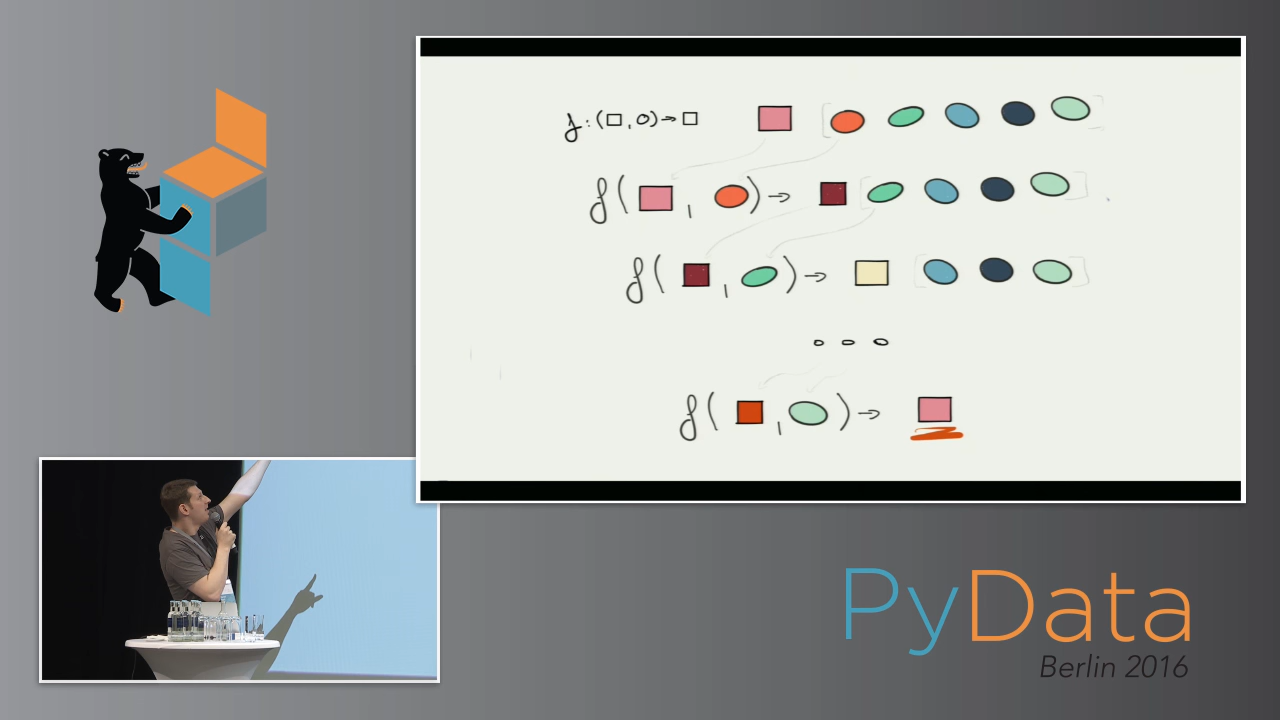 f : (□, o) → □
f ( , ) →
f ( , ) →
o o o
f ( , ) →
PyData
Berlin 2016